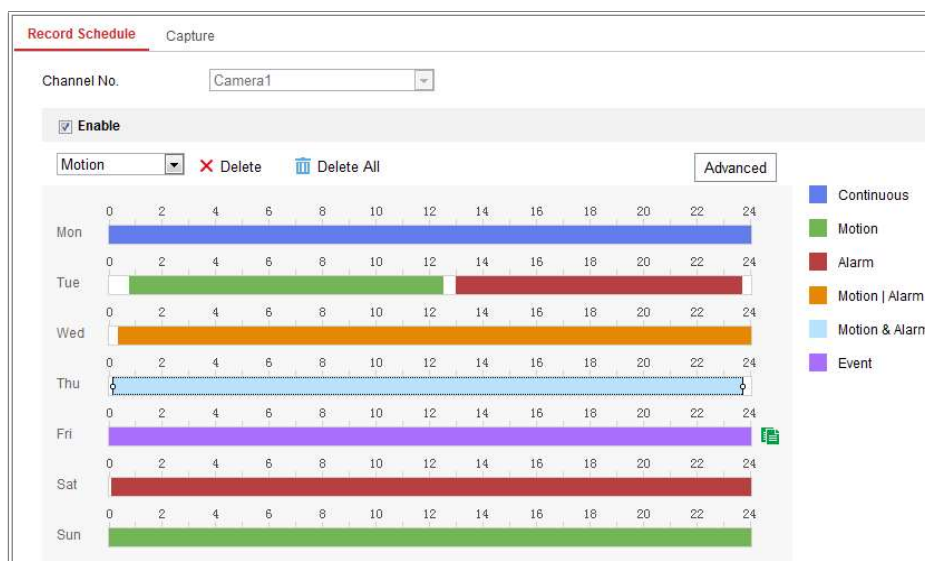 Record Schedule Capture
Channel No. Camera1
Enable
Motion Delete Delete All Advanced
Continuous
0 2 4 6 8 10 12 14 16 18 20 22 24
Mon
Motion
0 2 4 6 8 10 12 14 16 18 20 22 24
Alarm
Tue
Motion | Alarm
0 2 4 6 8 10 12 14 16 18 20 22 24
Wed
Motion & Alarm
0 2 4 6 8 10 12 14 16 18 20 22 24
Event
Thu
0 2 4 6 8 10 12 14 16 18 20 22 24
Fri
0 2 4 6 8 10 12 14 16 18 20 22 24
Sat
0 2 4 6 8 10 12 14 16 18 20 22 24
Sun